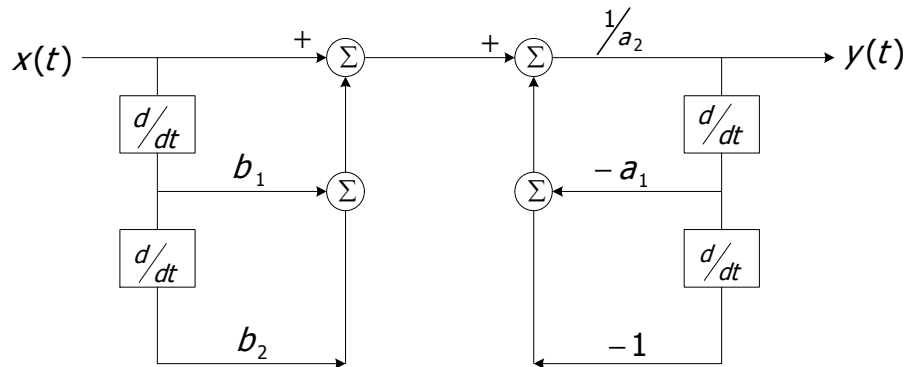 x(t) + Σ + Σ 1/a₂ y(t)
d/dt d/dt
b₁ Σ Σ −a₁
d/dt d/dt
b₂ −1